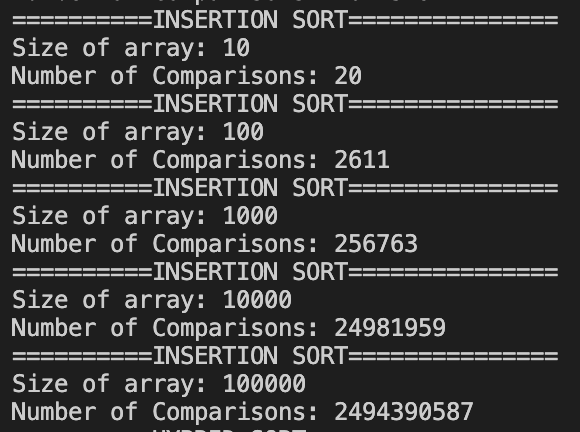 ==========INSERTION SORT===============
Size of array: 10
Number of Comparisons: 20
==========INSERTION SORT===============
Size of array: 100
Number of Comparisons: 2611
==========INSERTION SORT===============
Size of array: 1000
Number of Comparisons: 256763
==========INSERTION SORT===============
Size of array: 10000
Number of Comparisons: 24981959
==========INSERTION SORT===============
Size of array: 100000
Number of Comparisons: 2494390587